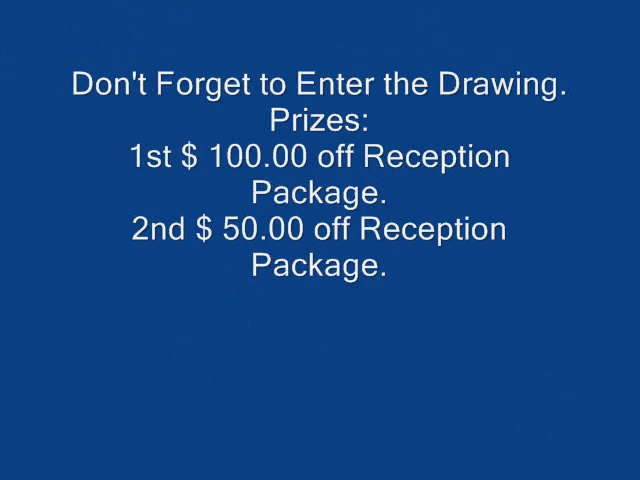 Don't Forget to Enter the Drawing.
Prizes:
1st $ 100.00 off Reception
Package.
2nd $ 50.00 off Reception
Package.